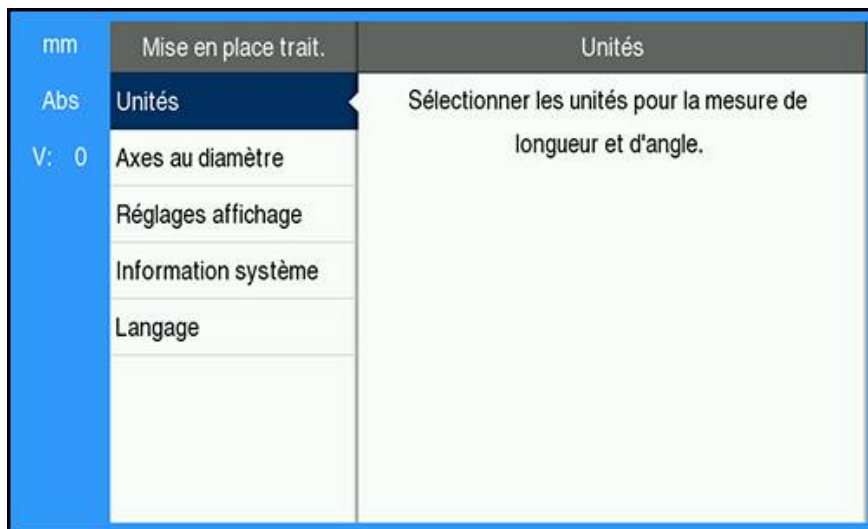 mm
Mise en place trait.
Unités
Abs
Unités
Sélectionner les unités pour la mesure de
longueur et d'angle.
V: 0
Axes au diamètre
Réglages affichage
Information système
Langage